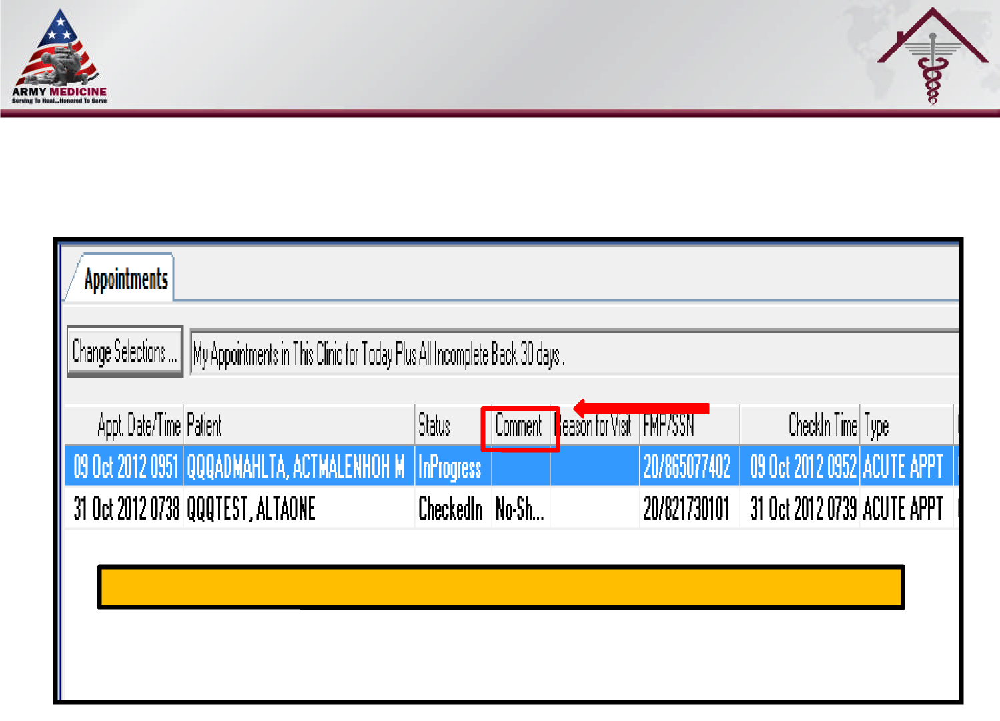 ARMY MEDICINE
Serving To Heal...Honored To Serve
Appointments
Change Selections ...
My Appointments in This Clinic for Today Plus All Incomplete Back 30 days .
Appt. Date/Time Patient Status Comment Reason for Visit FMP/SSN CheckIn Time Type
09 Oct 2012 0951 QQQADMAHLTA, ACTMALENHOH M InProgress 20/865077402 09 Oct 2012 0952 ACUTE APPT
31 Oct 2012 0738 QQQTEST, ALTAONE CheckedIn No-Sh... 20/821730101 31 Oct 2012 0739 ACUTE APPT